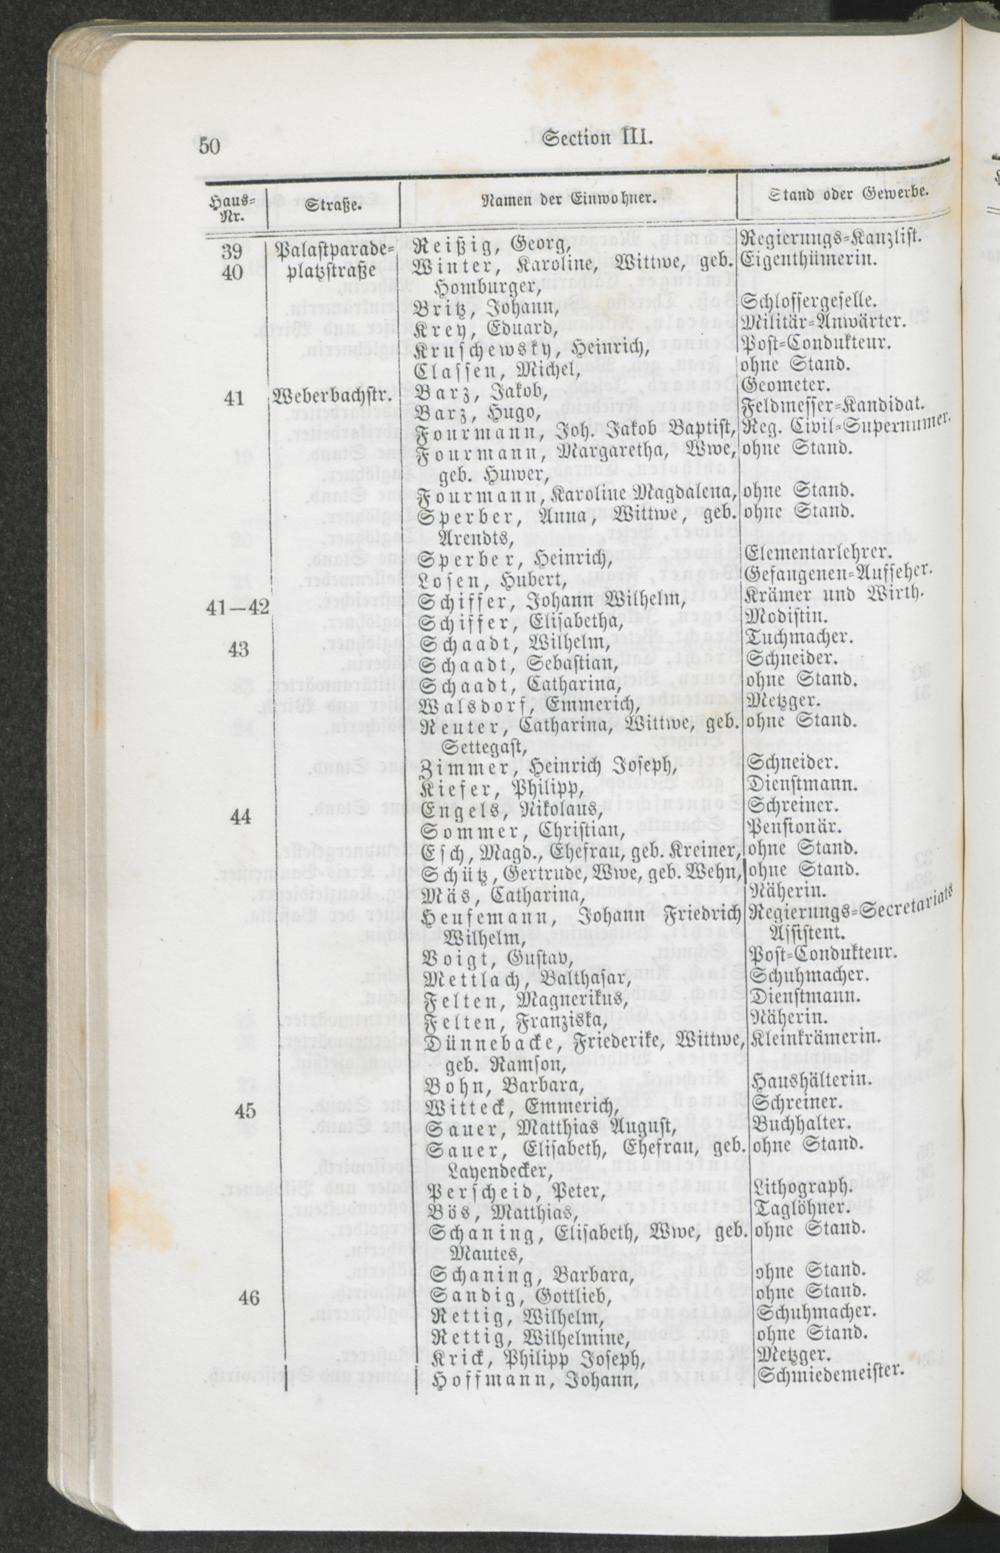 50
Section III.
Haus-Nr. Straße. Namen der Einwohner. Stand oder Gewerbe.
39 Palastparade- Reißig, Georg, Regierungs-Kanzlist.
40 platzstraße Winter, Karoline, Wittwe, geb. Eigenthümerin.
Homburger,
Britz, Johann, Schlossergeselle.
Krey, Eduard, Militär-Anwärter.
Kruschewsky, Heinrich, Post-Condukteur.
Classen, Michel, ohne Stand.
41 Weberbachstr. Barz, Jakob, Geometer.
Barz, Hugo, Feldmesser-Kandidat.
Fourmann, Joh. Jakob Baptist, Reg. Civil-Supernumer.
Fourmann, Margaretha, Wwe, ohne Stand.
geb. Huwer,
Fourmann, Karoline Magdalena, ohne Stand.
Sperber, Anna, Wittwe, geb. ohne Stand.
Arendts,
Sperber, Heinrich, Elementarlehrer.
Losen, Hubert, Gefangenen-Aufseher.
41—42 Schiffer, Johann Wilhelm, Krämer und Wirth.
Schiffer, Elisabetha, Modistin.
43 Schaadt, Wilhelm, Tuchmacher.
Schaadt, Sebastian, Schneider.
Schaadt, Catharina, ohne Stand.
Walsdorf, Emmerich, Metzger.
Reuter, Catharina, Wittwe, geb. ohne Stand.
Settegast,
Zimmer, Heinrich Joseph, Schneider.
Kiefer, Philipp, Dienstmann.
44 Engels, Nikolaus, Schreiner.
Sommer, Christian, Pensionär.
Esch, Magd., Ehefrau, geb. Kreiner, ohne Stand.
Schütz, Gertrude, Wwe, geb. Wehn, ohne Stand.
Mäs, Catharina, Näherin.
Heusemann, Johann Friedrich Regierungs-Secretariats
Wilhelm, Assistent.
Voigt, Gustav, Post-Condukteur.
Mettlach, Balthasar, Schuhmacher.
Felten, Magnerikus, Dienstmann.
Felten, Franziska, Näherin.
Dünnebacke, Friederike, Wittwe, Kleinkrämerin.
geb. Ramson,
Bohn, Barbara, Haushälterin.
45 Witteck, Emmerich, Schreiner.
Sauer, Matthias August, Buchhalter.
Sauer, Elisabeth, Ehefrau, geb. ohne Stand.
Layendecker,
Perscheid, Peter, Lithograph.
Bös, Matthias, Taglöhner.
Schaning, Elisabeth, Wwe, geb. ohne Stand.
Mautes,
Schaning, Barbara, ohne Stand.
46 Sandig, Gottlieb, ohne Stand.
Rettig, Wilhelm, Schuhmacher.
Rettig, Wilhelmine, ohne Stand.
Krick, Philipp Joseph, Metzger.
Hoffmann, Johann, Schmiedemeister.